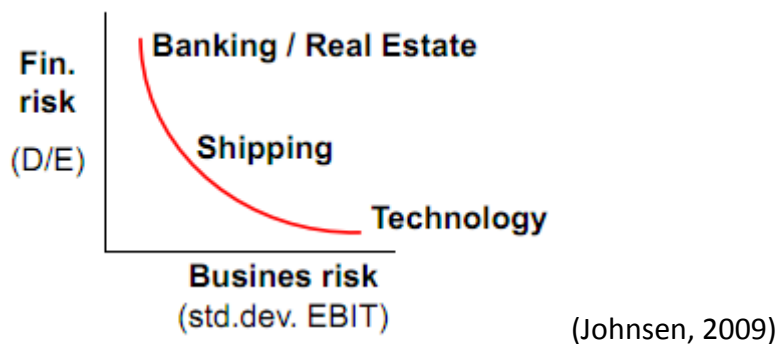 Banking / Real Estate
Fin.
risk
(D/E)
Shipping
Technology
Busines risk
(std.dev. EBIT)
(Johnsen, 2009)